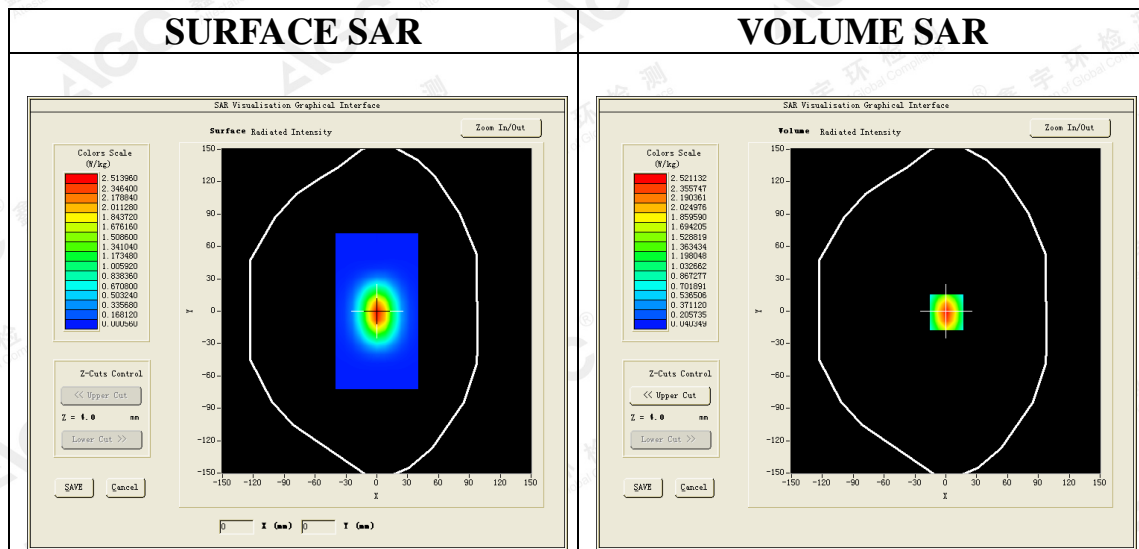 SURFACE SAR
VOLUME SAR
SAR Visualisation Graphical Interface
Surface Radiated Intensity
Zoom In/Out
Colors Scale
(W/kg)
2.513960
2.346400
2.178840
2.011280
1.843720
1.676160
1.508600
1.341040
1.173480
1.005920
0.838360
0.670800
0.503240
0.335680
0.168120
0.000560
150
120
90
60
30
0
-30
-60
-90
-120
-150
Y
-150 -120 -90 -60 -30 0 30 60 90 120 150
X
Z-Cuts Control
<< Upper Cut
Z = 4.0 mm
Lower Cut >>
SAVE Cancel
0 X (mm) 0 Y (mm)
SAR Visualisation Graphical Interface
Volume Radiated Intensity
Zoom In/Out
Colors Scale
(W/kg)
2.521132
2.355747
2.190361
2.024976
1.859590
1.694205
1.528819
1.363434
1.198048
1.032662
0.867277
0.701891
0.536506
0.371120
0.205735
0.040349
150
120
90
60
30
0
-30
-60
-90
-120
-150
Y
-150 -120 -90 -60 -30 0 30 60 90 120 150
X
Z-Cuts Control
<< Upper Cut
Z = 4.0 mm
Lower Cut >>
SAVE Cancel